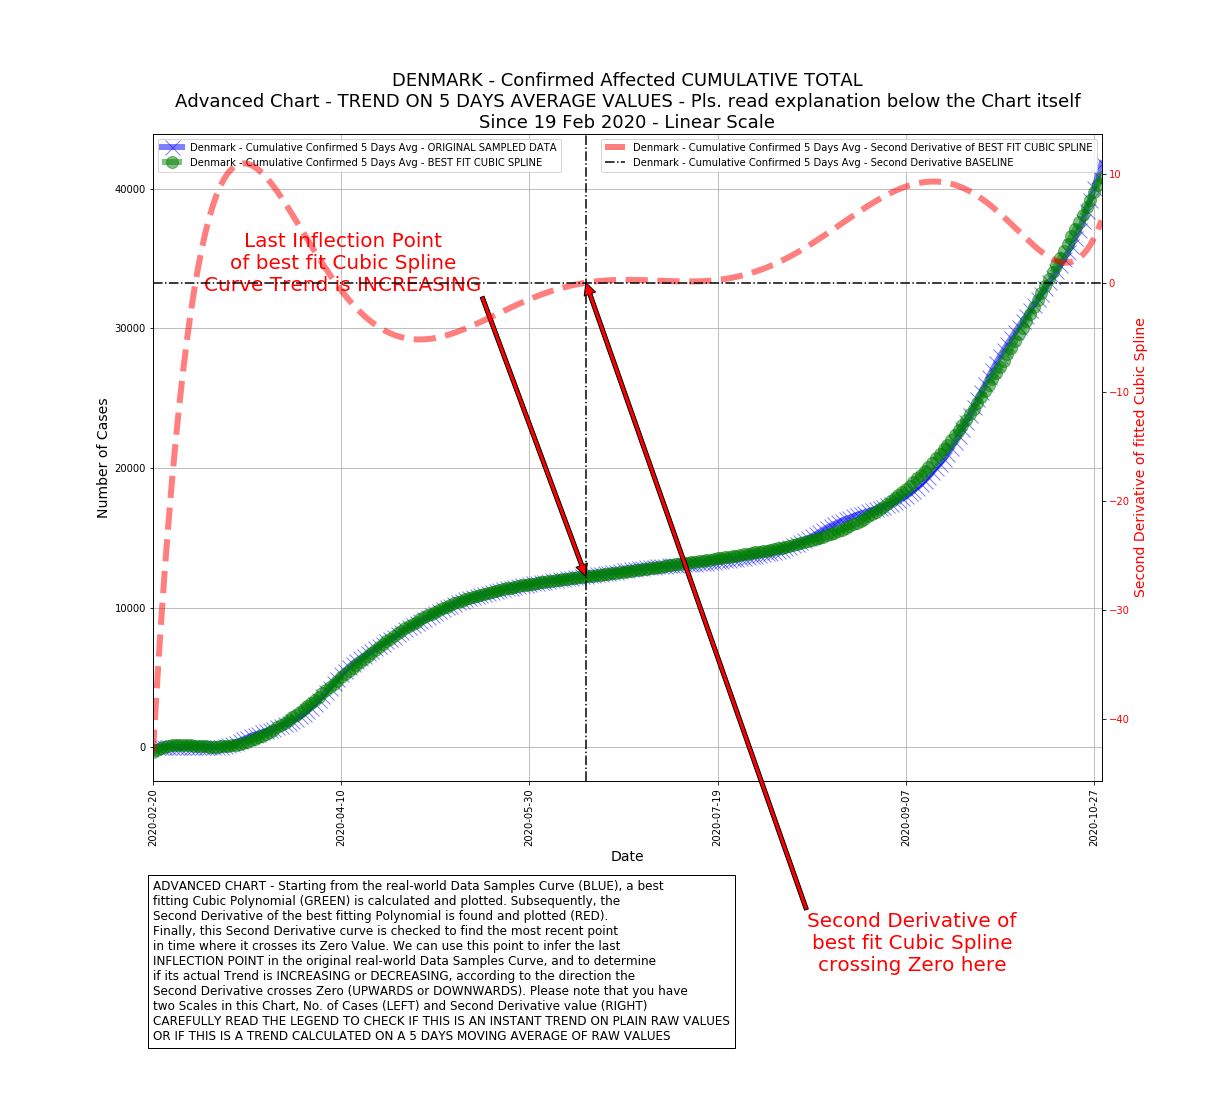 DENMARK - Confirmed Affected CUMULATIVE TOTAL
Advanced Chart - TREND ON 5 DAYS AVERAGE VALUES - Pls. read explanation below the Chart itself
Since 19 Feb 2020 - Linear Scale
Denmark - Cumulative Confirmed 5 Days Avg - ORIGINAL SAMPLED DATA
Denmark - Cumulative Confirmed 5 Days Avg - BEST FIT CUBIC SPLINE
Denmark - Cumulative Confirmed 5 Days Avg - Second Derivative of BEST FIT CUBIC SPLINE
Denmark - Cumulative Confirmed 5 Days Avg - Second Derivative BASELINE
Last Inflection Point
of best fit Cubic Spline
Curve Trend is INCREASING
Number of Cases
40000
30000
20000
10000
0
10
0
−10
−20
−30
−40
Second Derivative of fitted Cubic Spline
2020-02-20
2020-04-10
2020-05-30
2020-07-19
2020-09-07
2020-10-27
Date
ADVANCED CHART - Starting from the real-world Data Samples Curve (BLUE), a best
fitting Cubic Polynomial (GREEN) is calculated and plotted. Subsequently, the
Second Derivative of the best fitting Polynomial is found and plotted (RED).
Finally, this Second Derivative curve is checked to find the most recent point
in time where it crosses its Zero Value. We can use this point to infer the last
INFLECTION POINT in the original real-world Data Samples Curve, and to determine
if its actual Trend is INCREASING or DECREASING, according to the direction the
Second Derivative crosses Zero (UPWARDS or DOWNWARDS). Please note that you have
two Scales in this Chart, No. of Cases (LEFT) and Second Derivative value (RIGHT)
CAREFULLY READ THE LEGEND TO CHECK IF THIS IS AN INSTANT TREND ON PLAIN RAW VALUES
OR IF THIS IS A TREND CALCULATED ON A 5 DAYS MOVING AVERAGE OF RAW VALUES
Second Derivative of
best fit Cubic Spline
crossing Zero here